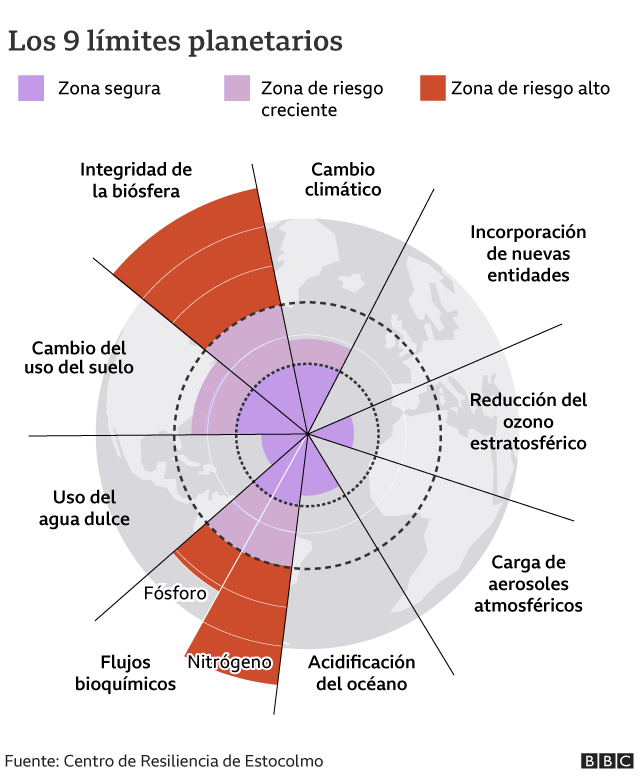 Los 9 límites planetarios
Zona segura
Zona de riesgo
creciente
Zona de riesgo alto
Integridad de
la biósfera
Cambio
climático
Incorporación
de nuevas
entidades
Cambio del
uso del suelo
Reducción del
ozono
estratosférico
Uso del
agua dulce
Carga de
aerosoles
atmosféricos
Fósforo
Nitrógeno
Flujos
bioquímicos
Acidificación
del océano
Fuente: Centro de Resiliencia de Estocolmo
BBC